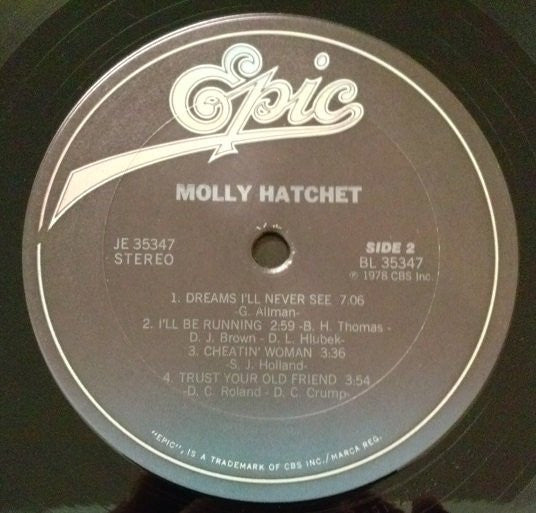 Epic
MOLLY HATCHET
JE 35347
STEREO
SIDE 2
BL 35347
℗ 1978 CBS Inc.
1. DREAMS I'LL NEVER SEE 7:06
-G. Allman-
2. I'LL BE RUNNING 2:59 -B. H. Thomas -
D. J. Brown - D. L. Hlubek-
3. CHEATIN' WOMAN 3:36
-S. J. Holland-
4. TRUST YOUR OLD FRIEND 3:54
-D. C. Roland - D. C. Crump-
"EPIC", IS A TRADEMARK OF CBS INC./MARCA REG.